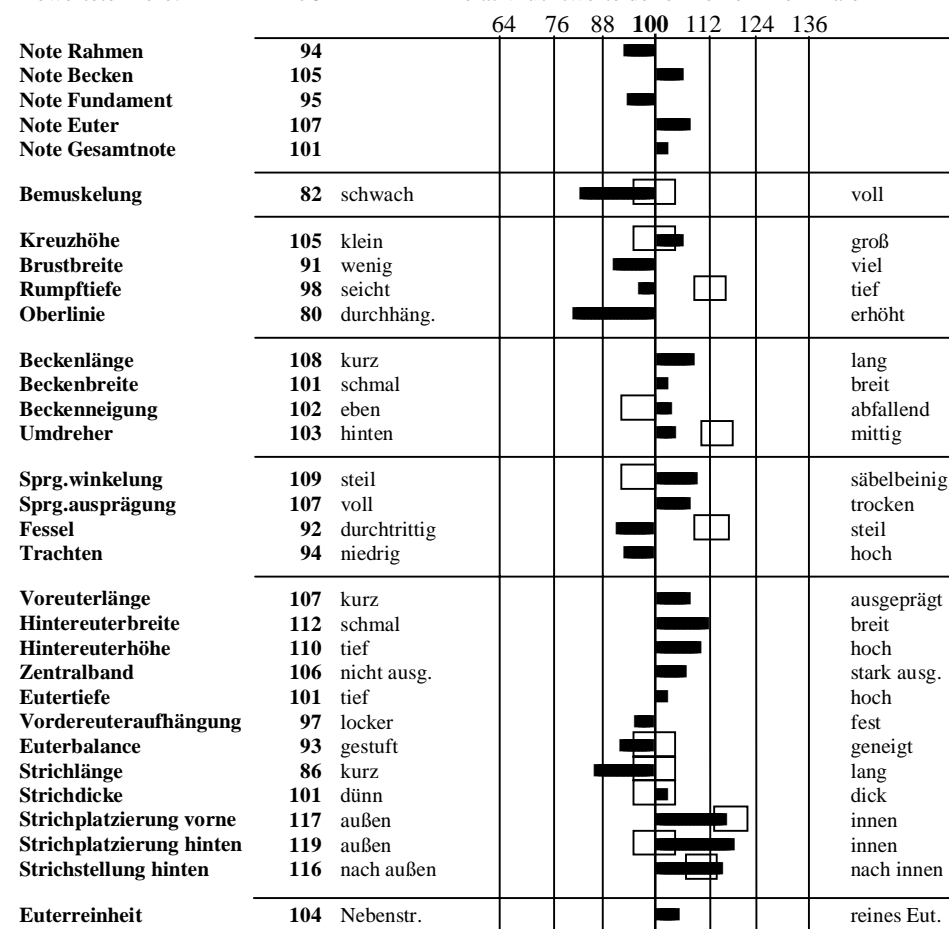 64 76 88 100 112 124 136
Note Rahmen 94
Note Becken 105
Note Fundament 95
Note Euter 107
Note Gesamtnote 101
Bemuskelung 82 schwach voll
Kreuzhöhe 105 klein groß
Brustbreite 91 wenig viel
Rumpftiefe 98 seicht tief
Oberlinie 80 durchhäng. erhöht
Beckenlänge 108 kurz lang
Beckenbreite 101 schmal breit
Beckenneigung 102 eben abfallend
Umdreher 103 hinten mittig
Sprg.winkelung 109 steil säbelbeinig
Sprg.ausprägung 107 voll trocken
Fessel 92 durchtrittig steil
Trachten 94 niedrig hoch
Voreuterlänge 107 kurz ausgeprägt
Hintereuterbreite 112 schmal breit
Hintereuterhöhe 110 tief hoch
Zentralband 106 nicht ausg. stark ausg.
Eutertiefe 101 tief hoch
Vordereuteraufhängung 97 locker fest
Euterbalance 93 gestuft geneigt
Strichlänge 86 kurz lang
Strichdicke 101 dünn dick
Strichplatzierung vorne 117 außen innen
Strichplatzierung hinten 119 außen innen
Strichstellung hinten 116 nach außen nach innen
Euterreinheit 104 Nebenstr. reines Eut.